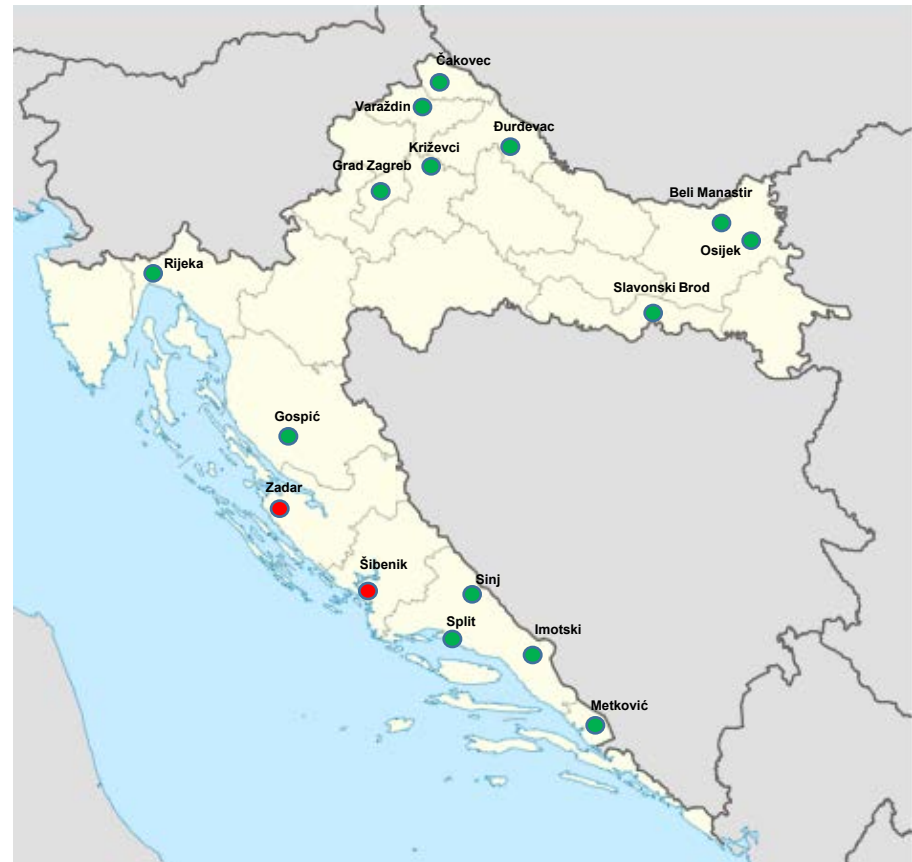 Čakovec
Varaždin
Đurđevac
Križevci
Grad Zagreb
Beli Manastir
Osijek
Rijeka
Slavonski Brod
Gospić
Zadar
Šibenik
Sinj
Split
Imotski
Metković